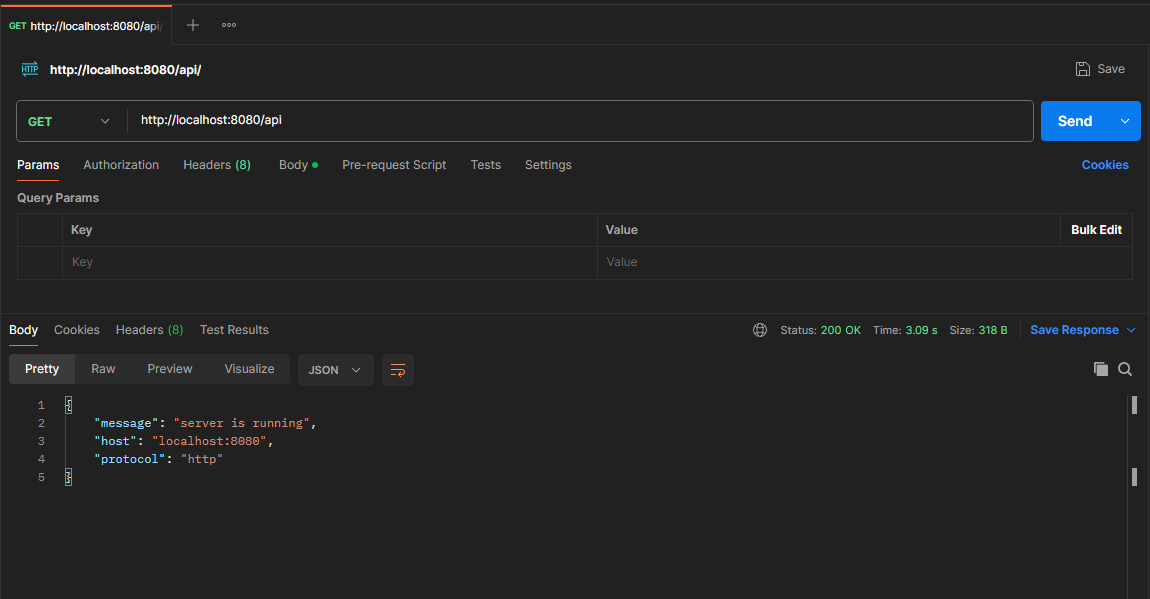 GET http://localhost:8080/api/
HTTP http://localhost:8080/api/ Save
GET http://localhost:8080/api Send
Params Authorization Headers (8) Body Pre-request Script Tests Settings Cookies
Query Params
Key Value Bulk Edit
Key Value
Body Cookies Headers (8) Test Results Status: 200 OK Time: 3.09 s Size: 318 B Save Response
Pretty Raw Preview Visualize JSON
1 {
2 "message": "server is running",
3 "host": "localhost:8080",
4 "protocol": "http"
5 }